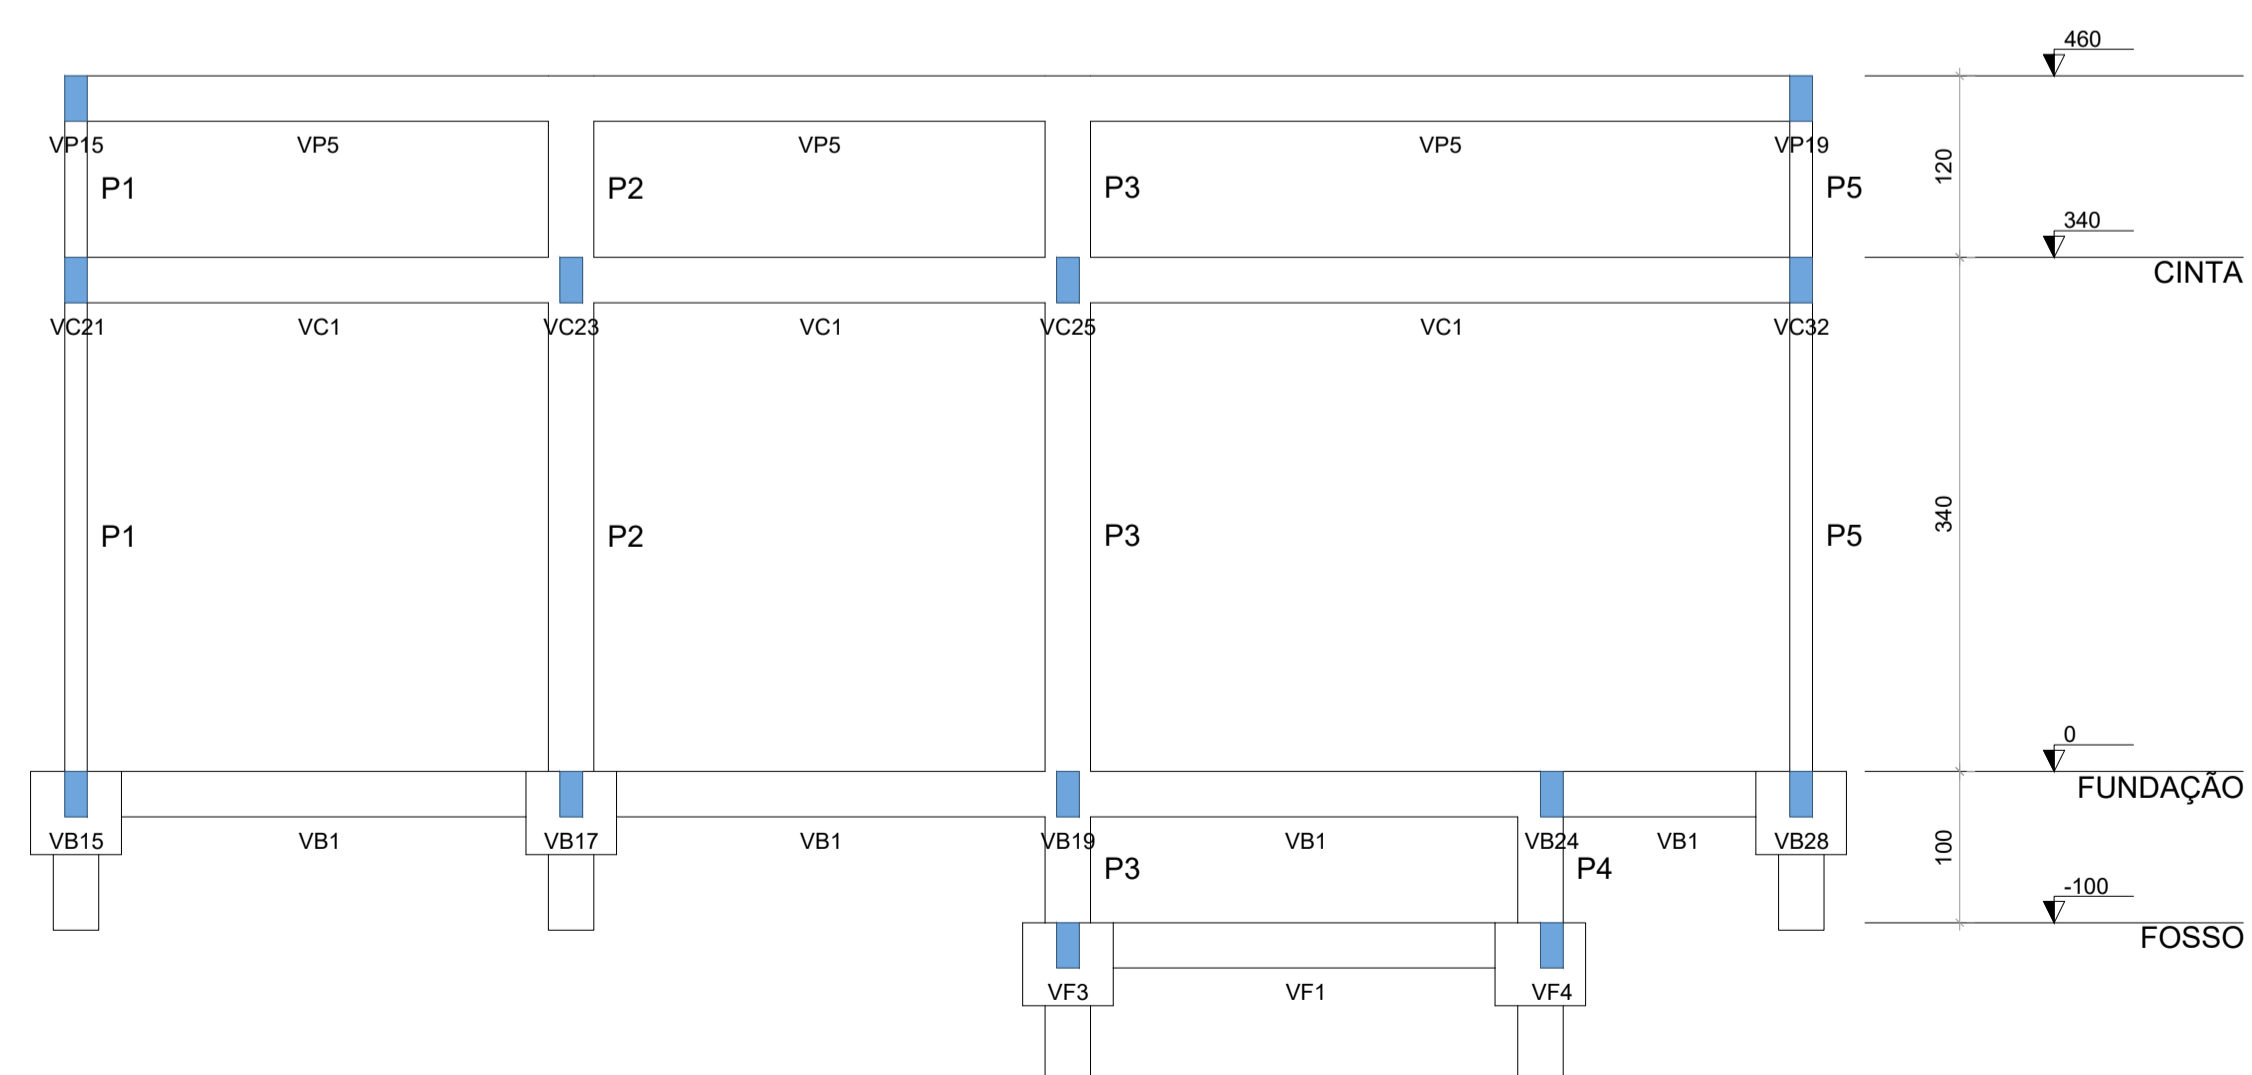 460
VP15 VP5 VP5 VP5 VP19
120
P1 P2 P3 P5
340
CINTA
VC21 VC1 VC23 VC1 VC25 VC1 VC32
340
P1 P2 P3 P5
0
FUNDAÇÃO
VB15 VB1 VB17 VB1 VB19 VB1 VB24 VB1 VB28
100
P3 P4
-100
FOSSO
VF3 VF1 VF4